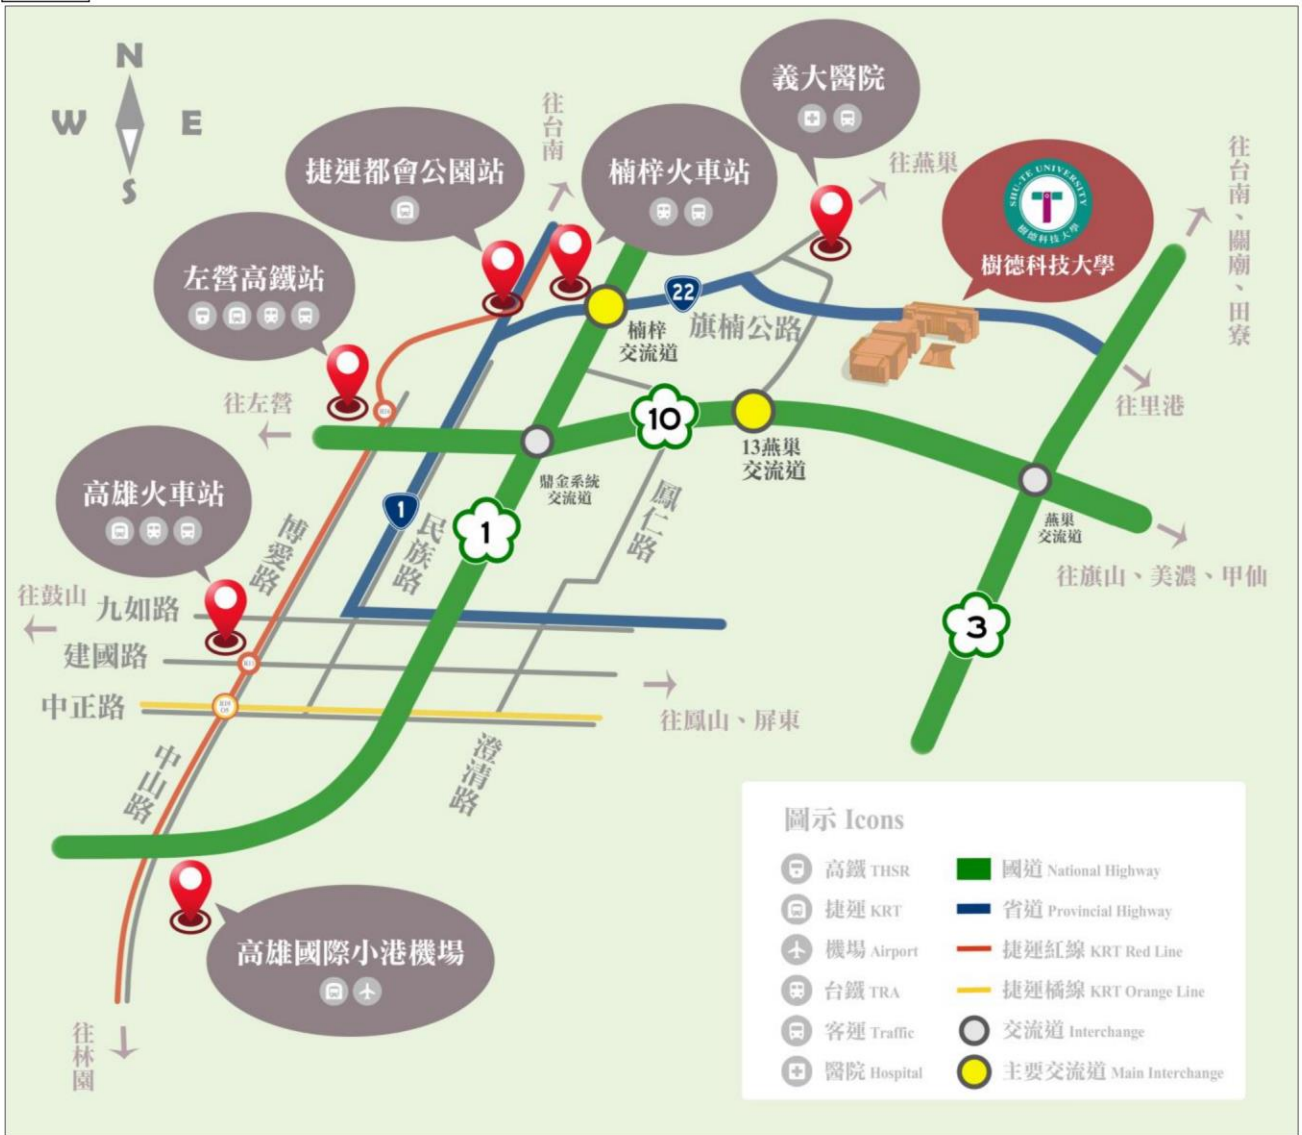 N
W E
S
義大醫院
往台南
捷運都會公園站
楠梓火車站
往燕巢
SHU-TE UNIVERSITY
樹德科技大學
樹德科技大學
往台南、關廟、田寮
左營高鐵站
22
楠梓
交流道
旗楠公路
往左營
往里港
10
13燕巢
交流道
鼎金系統
交流道
高雄火車站
1
1
博愛路
民族路
鳳仁路
燕巢
交流道
往旗山、美濃、甲仙
往鼓山
九如路
3
建國路
中正路
往鳳山、屏東
中山路
澄清路
高雄國際小港機場
往林園
圖示 Icons
高鐵 THSR
國道 National Highway
捷運 KRT
省道 Provincial Highway
機場 Airport
捷運紅線 KRT Red Line
台鐵 TRA
捷運橘線 KRT Orange Line
客運 Traffic
交流道 Interchange
醫院 Hospital
主要交流道 Main Interchange